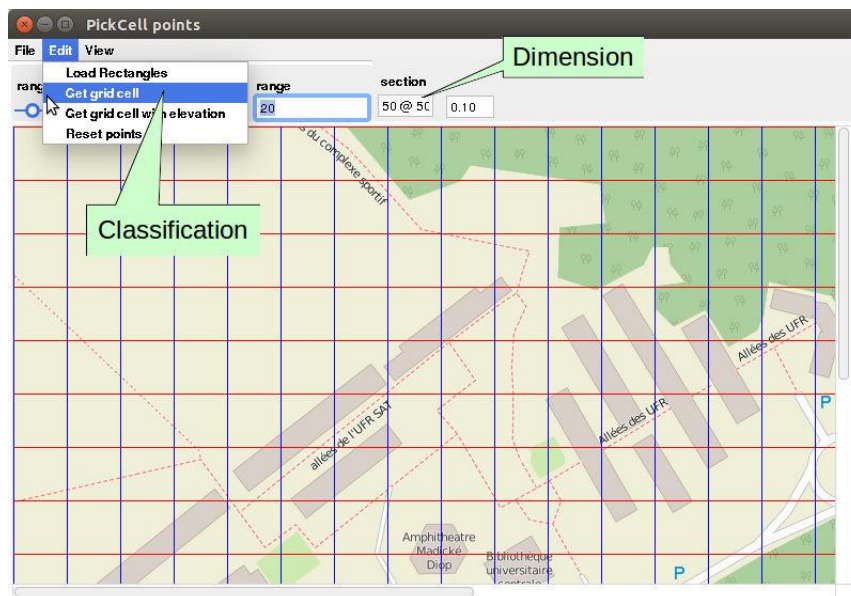 PickCell points
File Edit View
Dimension
Load Rectangles
Get grid cell
Get grid cell with elevation
Reset points
range
section
20
50 @ 50
0.10
du complexe sportif
Classification
Allées des UFR
P
allées de l'UFR SAT
Allées des UFR
Amphitheatre
Madické
Diop
Bibliothèque
universitaire
centrale
P